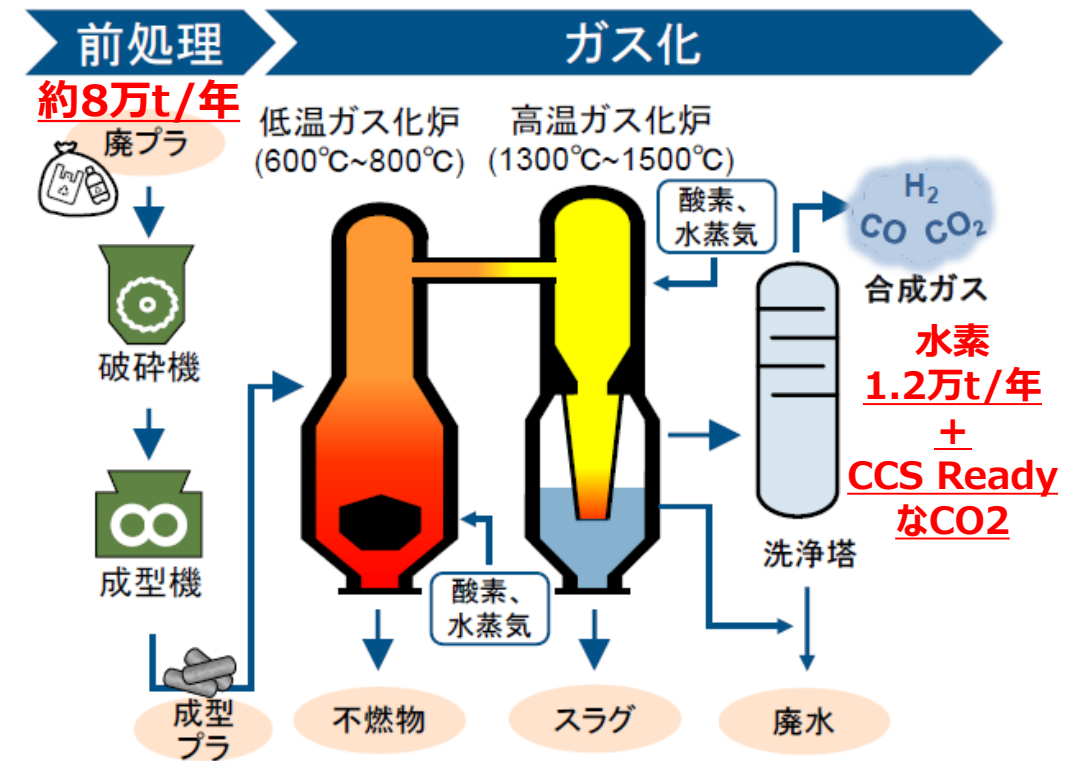 前処理
ガス化
約8万t/年
廃プラ
破砕機
成型機
成型
プラ
低温ガス化炉
(600℃~800℃)
高温ガス化炉
(1300℃~1500℃)
酸素、
水蒸気
酸素、
水蒸気
不燃物
スラグ
洗浄塔
廃水
H₂
CO CO₂
合成ガス
水素
1.2万t/年
+
CCS Ready
なCO2